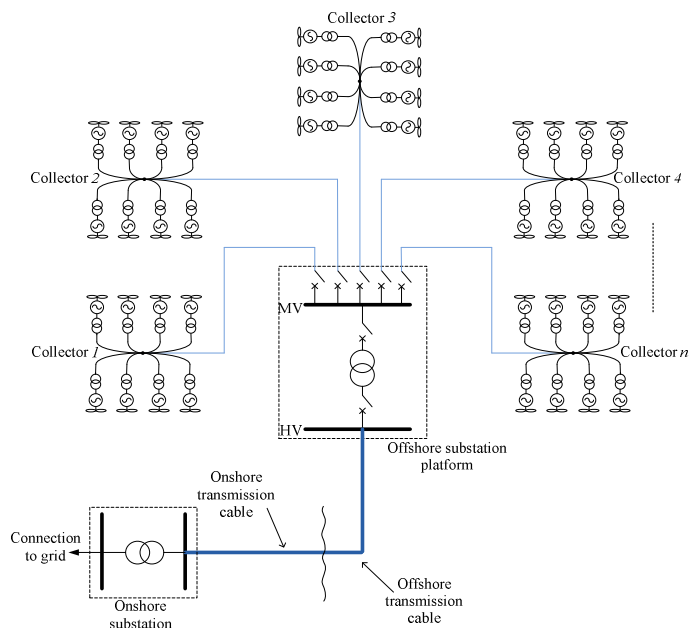 Collector 3
Collector 2
Collector 4
MV
Collector 1
Collector n
HV
Offshore substation
platform
Onshore
transmission
cable
Connection
to grid
Offshore
transmission
cable
Onshore
substation